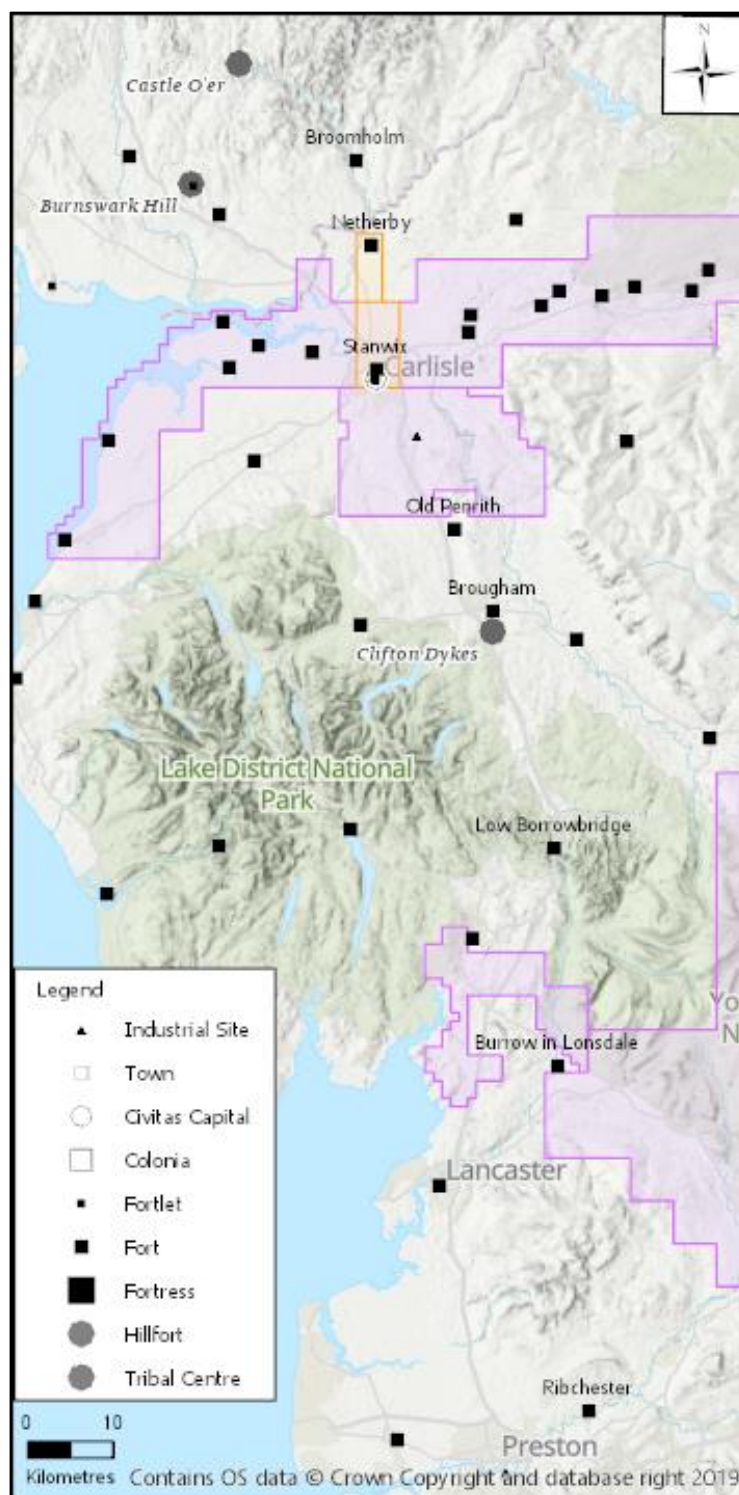 N
Castle O'er
Broomholm
Burnswark Hill
Netherby
Stanwix
Carlisle
Old Penrith
Brougham
Clifton Dykes
Lake District National
Park
Low Borrowbridge
Yo
N
Burrow in Lonsdale
Lancaster
Ribchester
Preston
Legend
Industrial Site
Town
Civitas Capital
Colonia
Fortlet
Fort
Fortress
Hillfort
Tribal Centre
0 10
Kilometres Contains OS data © Crown Copyright and database right 2019